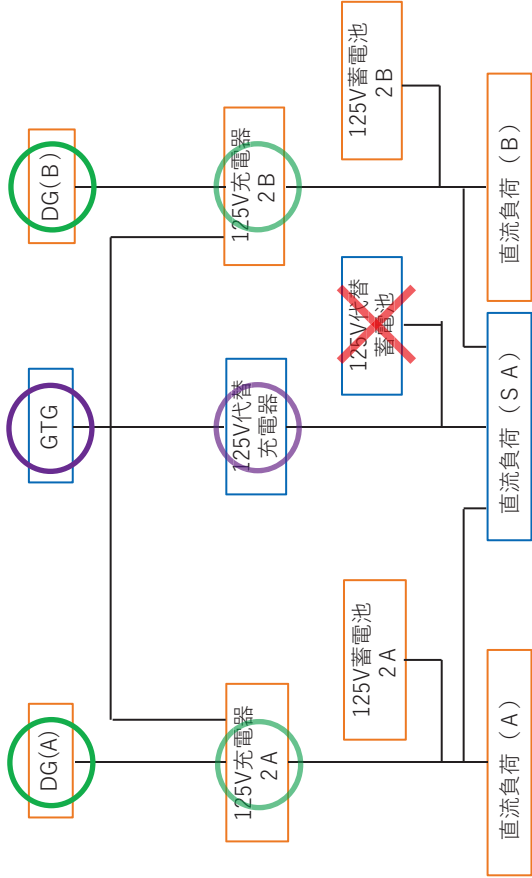 DG(A)
GTG
DG(B)
125V充電器
2A
125V代替
充電器
125V充電器
2B
125V蓄電池
2A
125V代替
蓄電池
125V蓄電池
2B
直流負荷（A）
直流負荷（SA）
直流負荷（B）